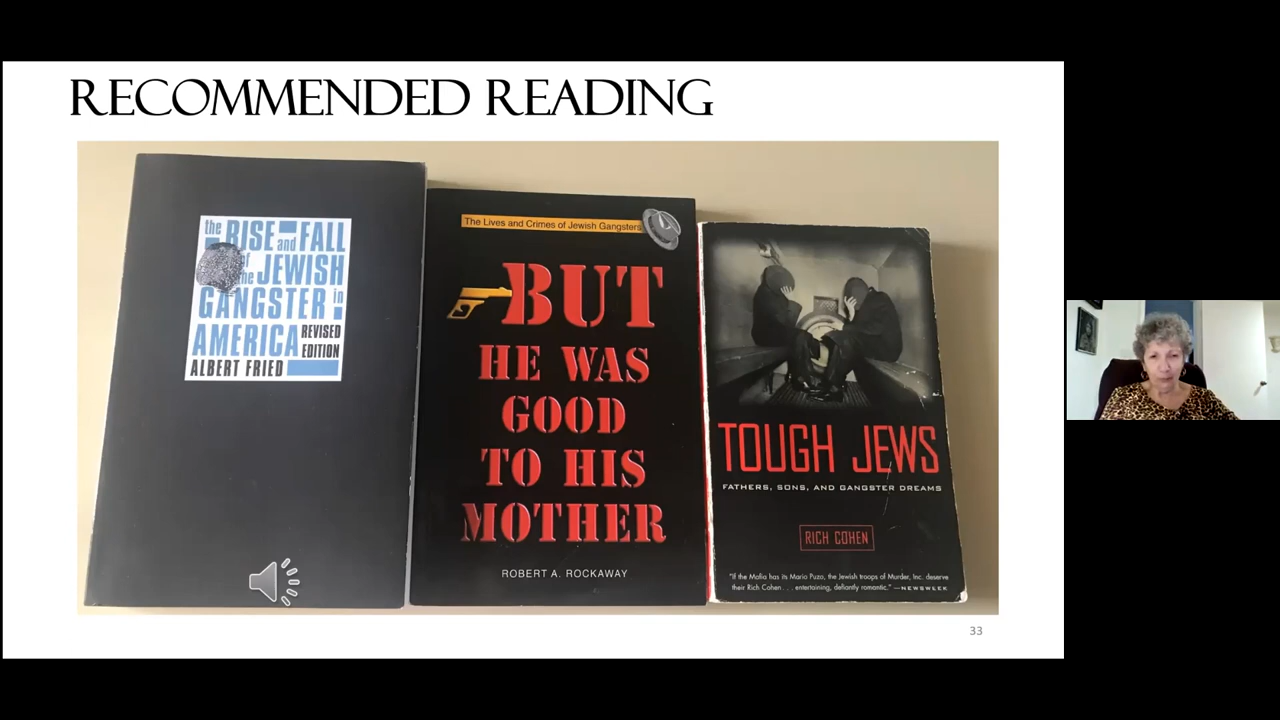 RECOMMENDED READING
the RISE and FALL
of
the JEWISH
GANGSTER in
AMERICA REVISED EDITION
ALBERT FRIED
The Lives and Crimes of Jewish Gangsters
BUT
HE WAS
GOOD
TO HIS
MOTHER
ROBERT A. ROCKAWAY
TOUGH JEWS
FATHERS, SONS, AND GANGSTER DREAMS
RICH COHEN
"If the Mafia has its Mario Puzo, the Jewish troops of Murder, Inc. deserve
their Rich Cohen . . . entertaining, defiantly romantic." —NEWSWEEK
33